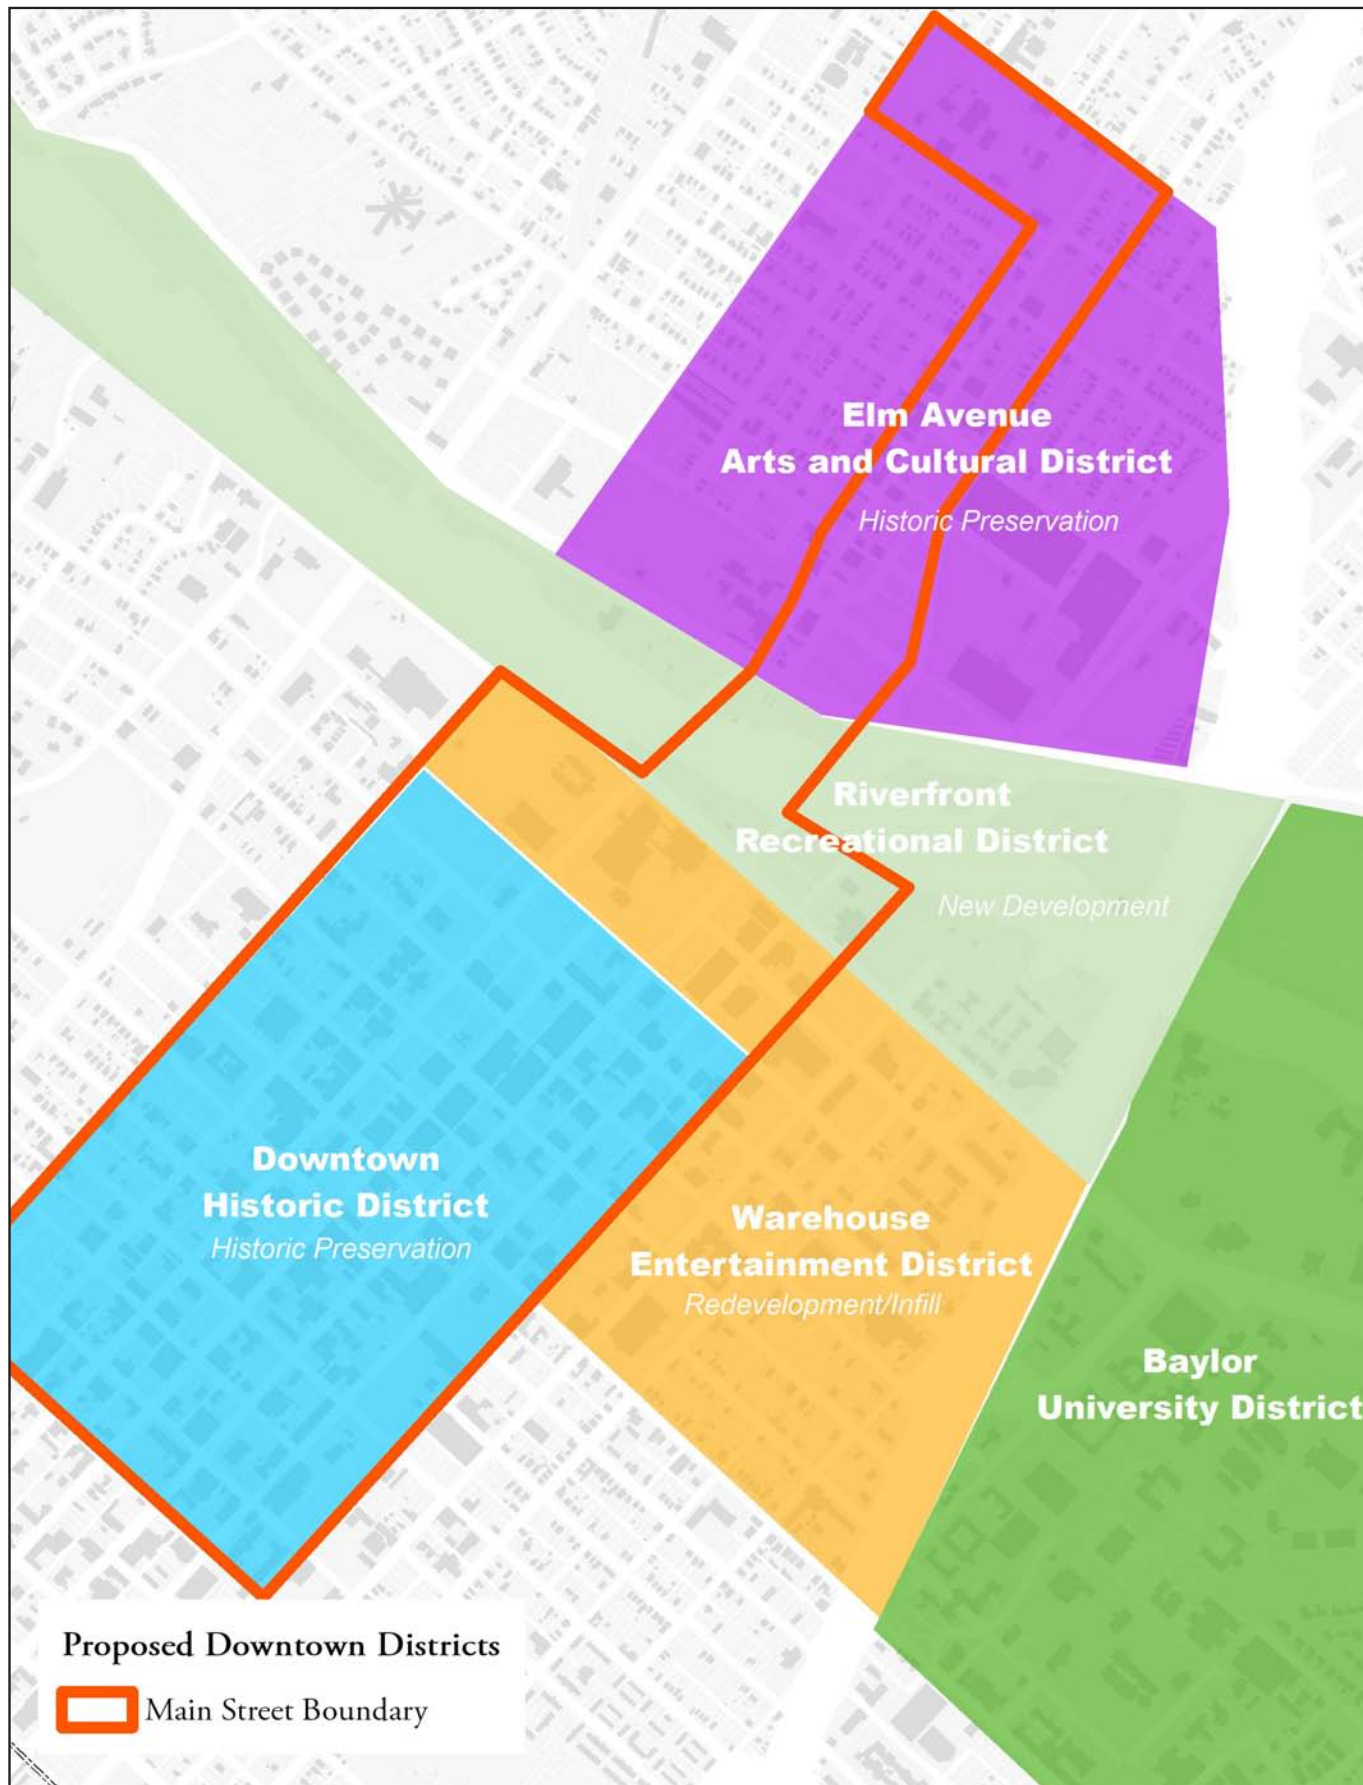 Elm Avenue
Arts and Cultural District
Historic Preservation
Riverfront
Recreational District
New Development
Downtown
Historic District
Historic Preservation
Warehouse
Entertainment District
Redevelopment/Infill
Baylor
University District
Proposed Downtown Districts
Main Street Boundary